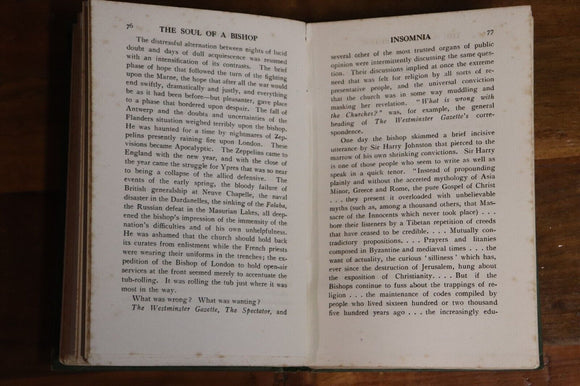 76 THE SOUL OF A BISHOP
The distressful alternation between nights of lucid
doubt and days of dull acquiescence was resumed
with an intensification of its contrasts. The brief
phase of hope that followed the turn of the fighting
upon the Marne, the hope that after all the war would
end swiftly, dramatically and justly, and everything
be as it had been before—but pleasanter, gave place
to a phase that bordered upon despair. The fall of
Antwerp and the doubts and uncertainties of the
Flanders situation weighed terribly upon the bishop.
He was haunted for a time by nightmares of Zep-
pelins presently raining fire upon London. These
visions became Apocalyptic. The Zeppelins came to
England with the new year, and with the close of
the year came the struggle for Ypres that was so near
to being a collapse of the allied defensive. The
events of the early spring, the bloody failure of
British generalship at Neuve Chapelle, the naval
disaster in the Dardanelles, the sinking of the Falaba,
the Russian defeat in the Masurian Lakes, all deep-
ened the bishop's impression of the immensity of the
nation's difficulties and of his own unhelpfulness.
He was ashamed that the church should hold back
its curates from enlistment while the French priests
were wearing their uniforms in the trenches; the ex-
pedition of the Bishop of London to hold open-air
services at the front seemed merely to accentuate the
tub-rolling. It was rolling the tub just where it was
most in the way.
What was wrong? What was wanting?
The Westminster Gazette, The Spectator, and
INSOMNIA 77
several other of the most trusted organs of public
opinion were intermittently discussing the same ques-
tion. Their discussions implied at once the extreme
need that was felt for religion by all sorts of re-
presentative people, and the universal conviction
that the church was in some way muddling and
masking her revelation. "What is wrong with
the Churches?" was, for example, the general
heading of The Westminster Gazette's corre-
spondence.
One day the bishop skimmed a brief incisive
utterance by Sir Harry Johnston that pierced to the
marrow of his own shrinking convictions. Sir Harry
is one of those people who seem to write as well as
speak in a quick tense. "Instead of propounding
plainly and without the accreted mythology of Asia
Minor, Greece and Rome, the pure Gospel of Christ
. . . they present it overloaded with unbelievable
myths (such as, among a thousand others, that Mas-
sacre of the Innocents which never took place) . . .
bore their listeners by a Tibetan repetition of creeds
that have ceased to be credible. . . . Mutually con-
tradictory propositions. . . . Prayers and litanies
composed in Byzantine and mediæval times . . . the
want of actuality, the curious 'silliness' which has,
ever since the destruction of Jerusalem, hung about
the exposition of Christianity. . . . But if the
Bishops continue to fuss about the trappings of re-
ligion . . . the maintenance of codes compiled by
people who lived sixteen hundred or two thousand
five hundred years ago . . . the increasingly edu-